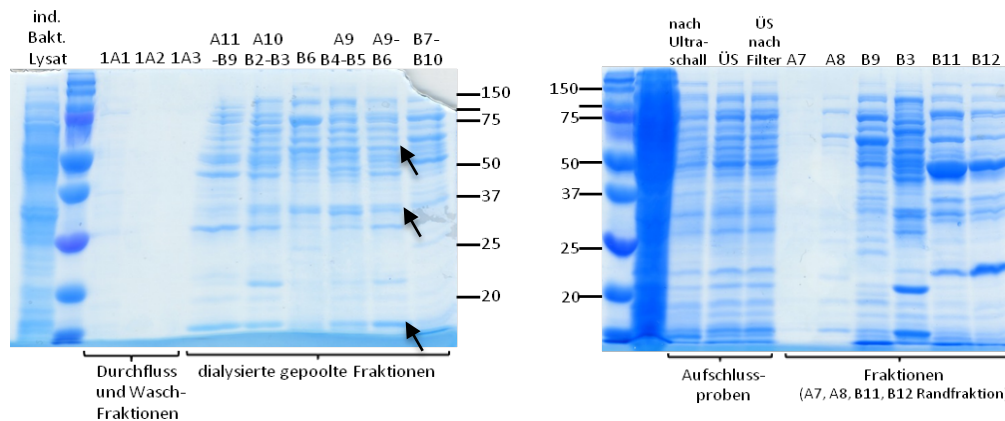 ind.
Bakt.
Lysat
1A1 1A2 1A3
A11
-B9
A10
B2-B3
B6
A9
B4-B5
A9-
B6
B7-
B10
150
75
50
37
25
20
Durchfluss
und Wasch-
Fraktionen
dialysierte gepoolte Fraktionen
nach
Ultra-
schall
ÜS
ÜS
nach
Filter
A7
A8
B9
B3
B11
B12
150
75
50
37
25
20
Aufschluss-
proben
Fraktionen
(A7, A8, B11, B12 Randfraktion